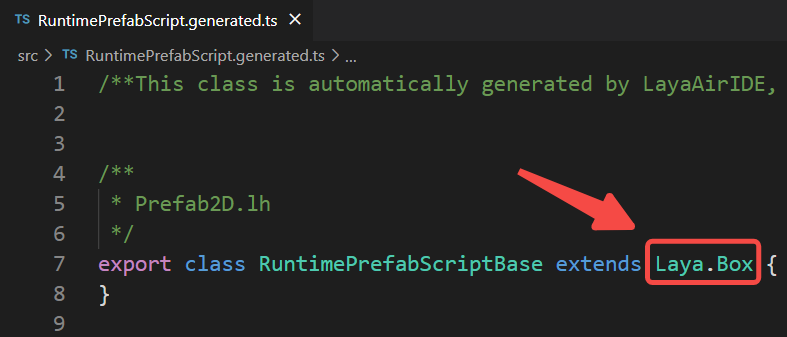 TS RuntimePrefabScript.generated.ts ×
src > TS RuntimePrefabScript.generated.ts > ...
1 /**This class is automatically generated by LayaAirIDE,
2
3
4 /**
5 * Prefab2D.lh
6 */
7 export class RuntimePrefabScriptBase extends Laya.Box {
8 }
9